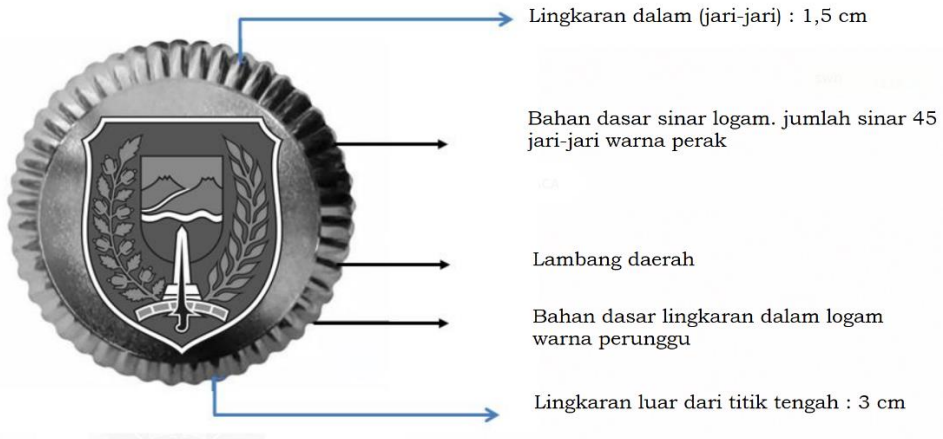 Lingkaran dalam (jari-jari) : 1,5 cm
Bahan dasar sinar logam. jumlah sinar 45
jari-jari warna perak
Lambang daerah
Bahan dasar lingkaran dalam logam
warna perunggu
Lingkaran luar dari titik tengah : 3 cm